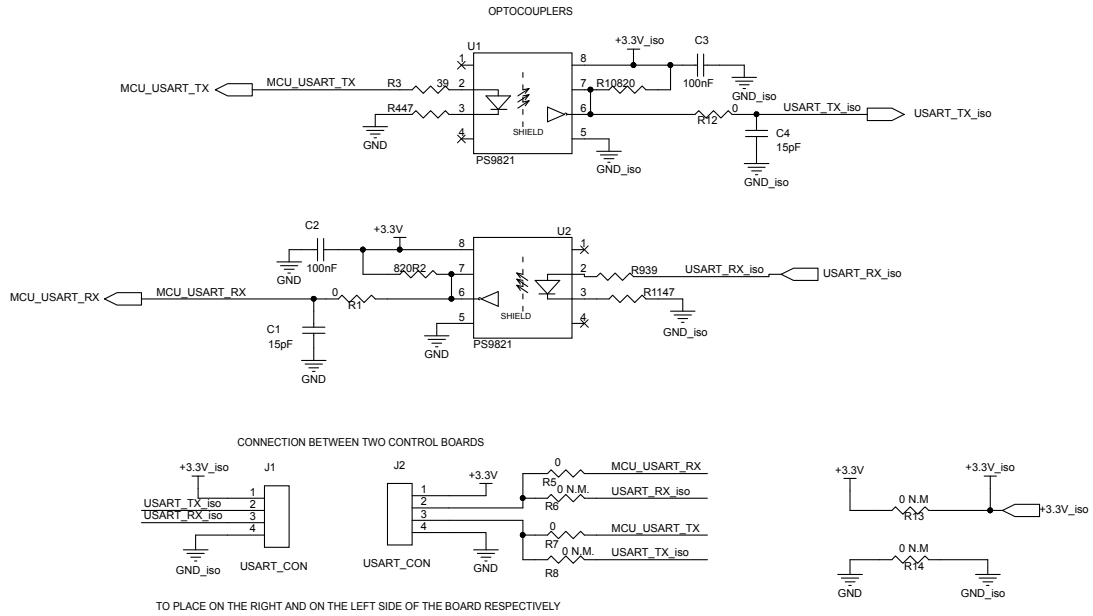 OPTOCOUPLERS
U1
+3.3V_iso
C3
100nF
GND_iso
1
2
3
4
8
7
6
5
MCU_USART_TX
MCU_USART_TX
R3 39
R447
GND
SHIELD
PS9821
R10820
0
R12
USART_TX_iso
USART_TX_iso
C4
15pF
GND_iso
GND_iso
C2
100nF
GND
+3.3V
U2
8
7
6
5
1
2
3
4
820R2
MCU_USART_RX
MCU_USART_RX
0
R1
C1
15pF
GND
GND
SHIELD
PS9821
R939
USART_RX_iso
USART_RX_iso
R1147
GND_iso
CONNECTION BETWEEN TWO CONTROL BOARDS
+3.3V_iso
J1
1
2
3
4
USART_TX_iso
USART_RX_iso
GND_iso
USART_CON
J2
1
2
3
4
+3.3V
USART_CON
GND
0
R5
MCU_USART_RX
0 N.M.
R6
USART_RX_iso
0
R7
MCU_USART_TX
0 N.M.
R8
USART_TX_iso
+3.3V
0 N.M
R13
+3.3V_iso
+3.3V_iso
0 N.M
R14
GND
GND_iso
TO PLACE ON THE RIGHT AND ON THE LEFT SIDE OF THE BOARD RESPECTIVELY